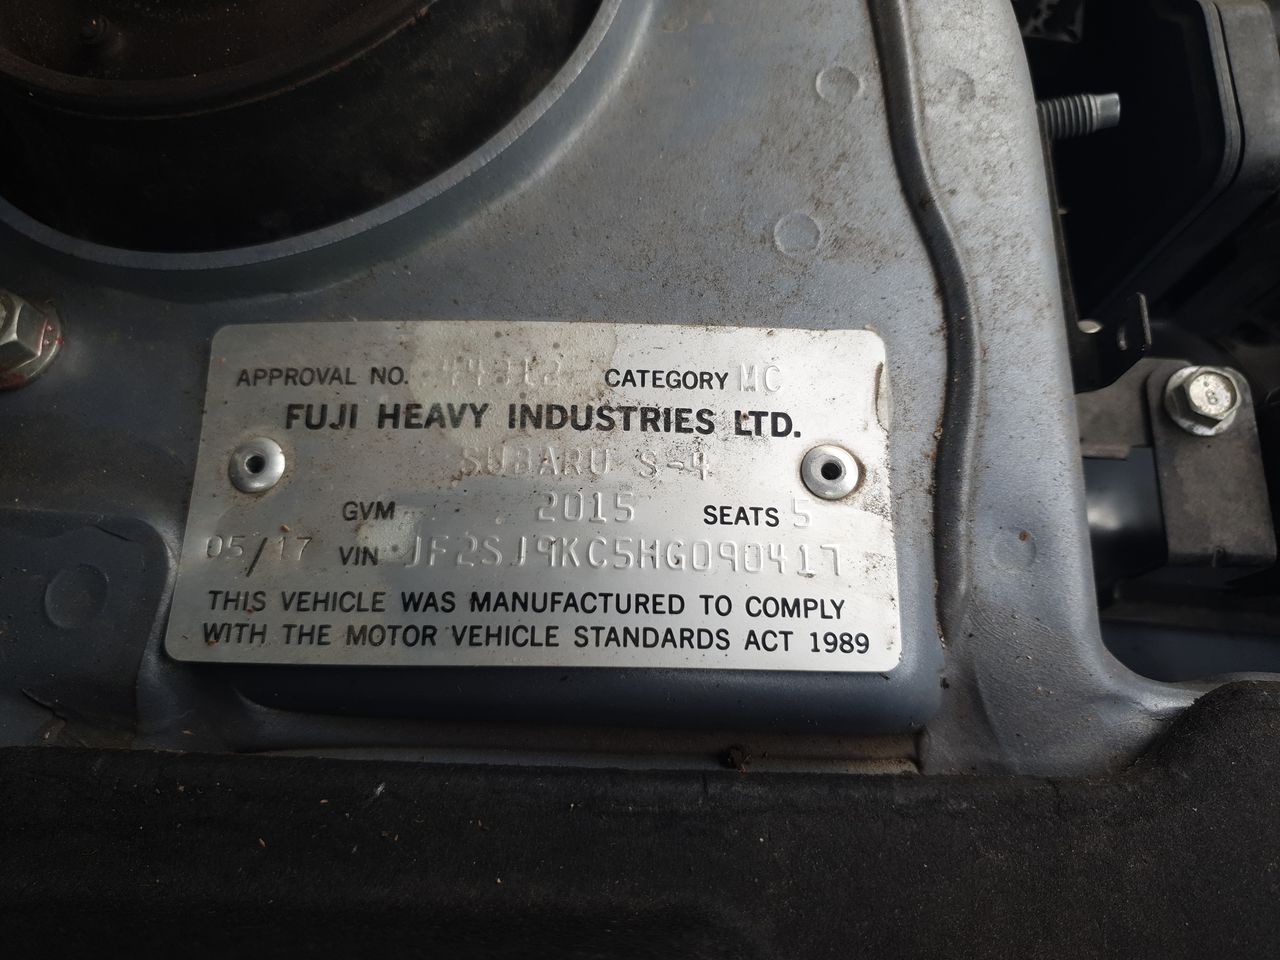 APPROVAL NO. 44312 CATEGORY MC
FUJI HEAVY INDUSTRIES LTD.
SUBARU S-4
GVM 2015 SEATS 5
05/17 VIN JF2SJ9KC5HG090417
THIS VEHICLE WAS MANUFACTURED TO COMPLY
WITH THE MOTOR VEHICLE STANDARDS ACT 1989